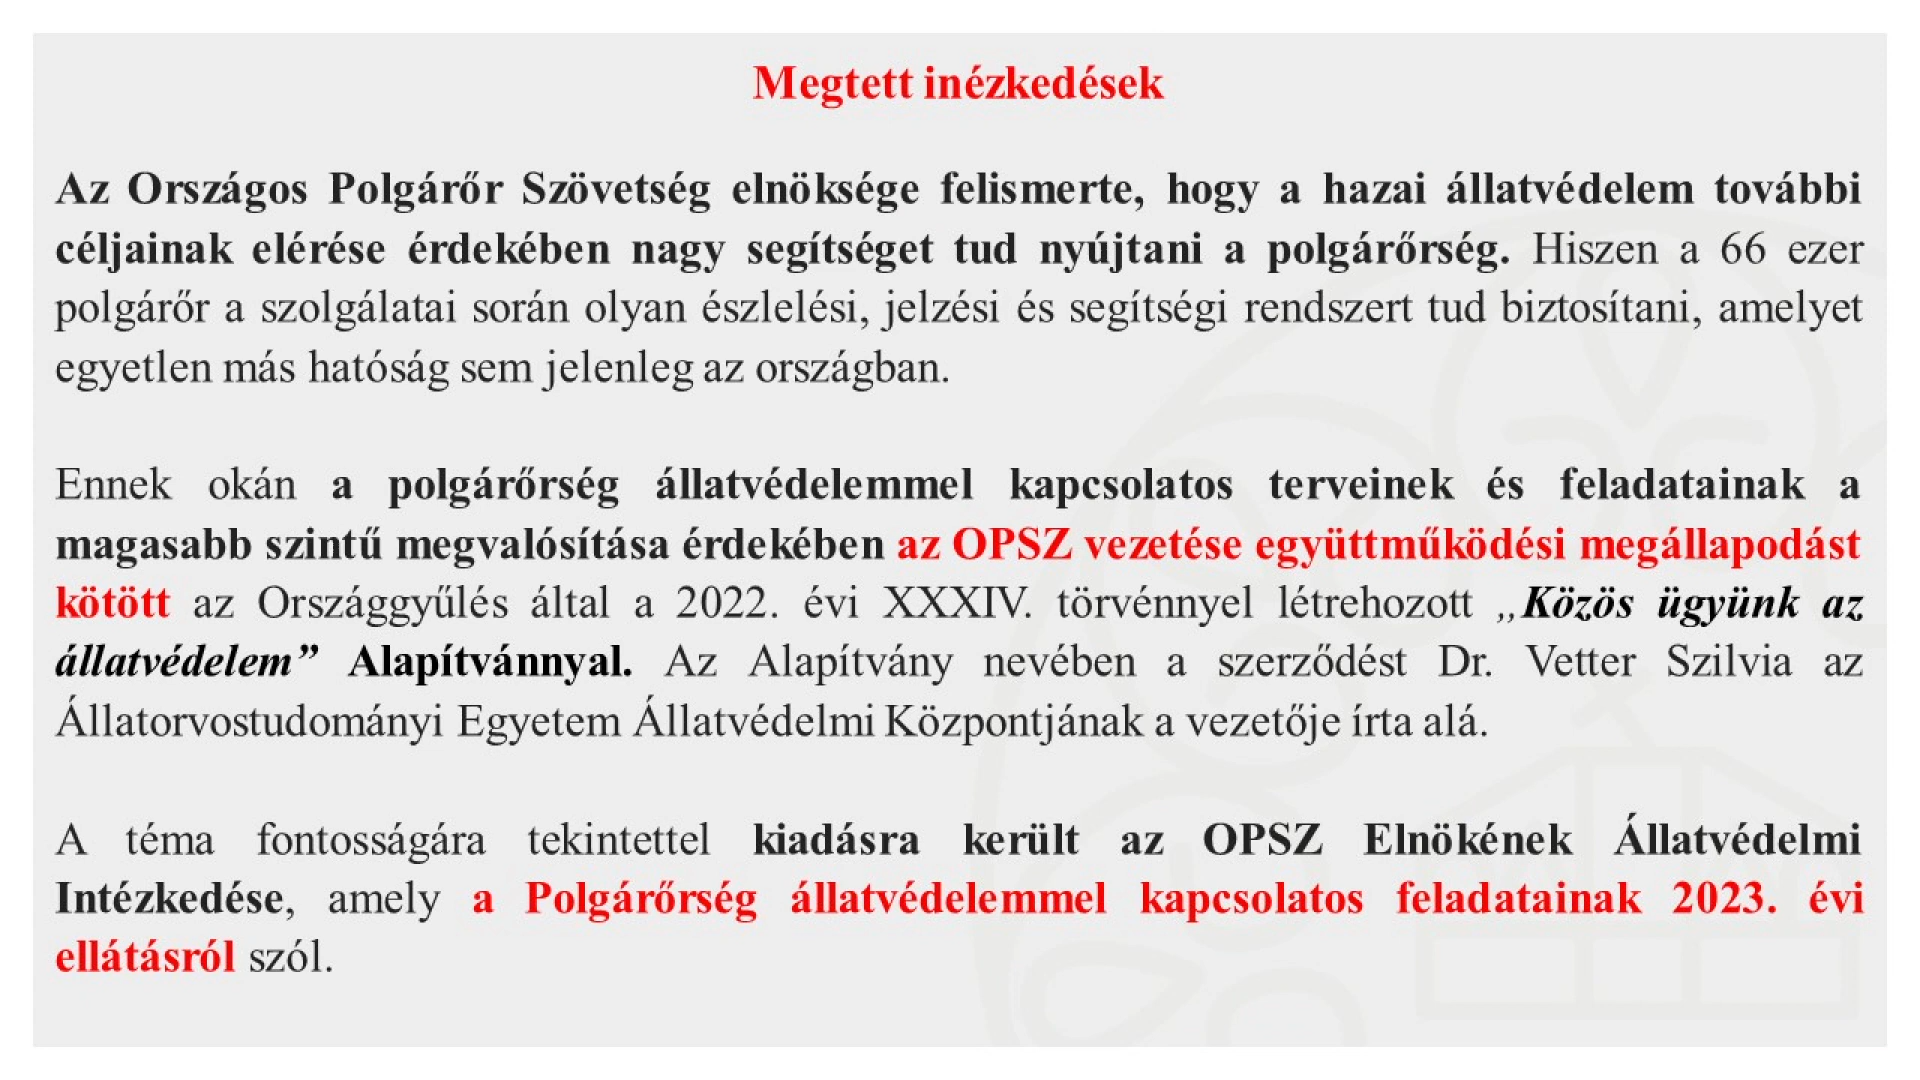 Megtett inézkedések
Az Országos Polgárőr Szövetség elnöksége felismerte, hogy a hazai állatvédelem további
céljainak elérése érdekében nagy segítséget tud nyújtani a polgárőrség. Hiszen a 66 ezer
polgárőr a szolgálatai során olyan észlelési, jelzési és segítségi rendszert tud biztosítani, amelyet
egyetlen más hatóság sem jelenleg az országban.
Ennek okán a polgárőrség állatvédelemmel kapcsolatos terveinek és feladatainak a
magasabb szintű megvalósítása érdekében az OPSZ vezetése együttműködési megállapodást
kötött az Országgyűlés által a 2022. évi XXXIV. törvénnyel létrehozott „Közös ügyünk az
állatvédelem” Alapítvánnyal. Az Alapítvány nevében a szerződést Dr. Vetter Szilvia az
Állatorvostudományi Egyetem Állatvédelmi Központjának a vezetője írta alá.
A téma fontosságára tekintettel kiadásra került az OPSZ Elnökének Állatvédelmi
Intézkedése, amely a Polgárőrség állatvédelemmel kapcsolatos feladatainak 2023. évi
ellátásról szól.